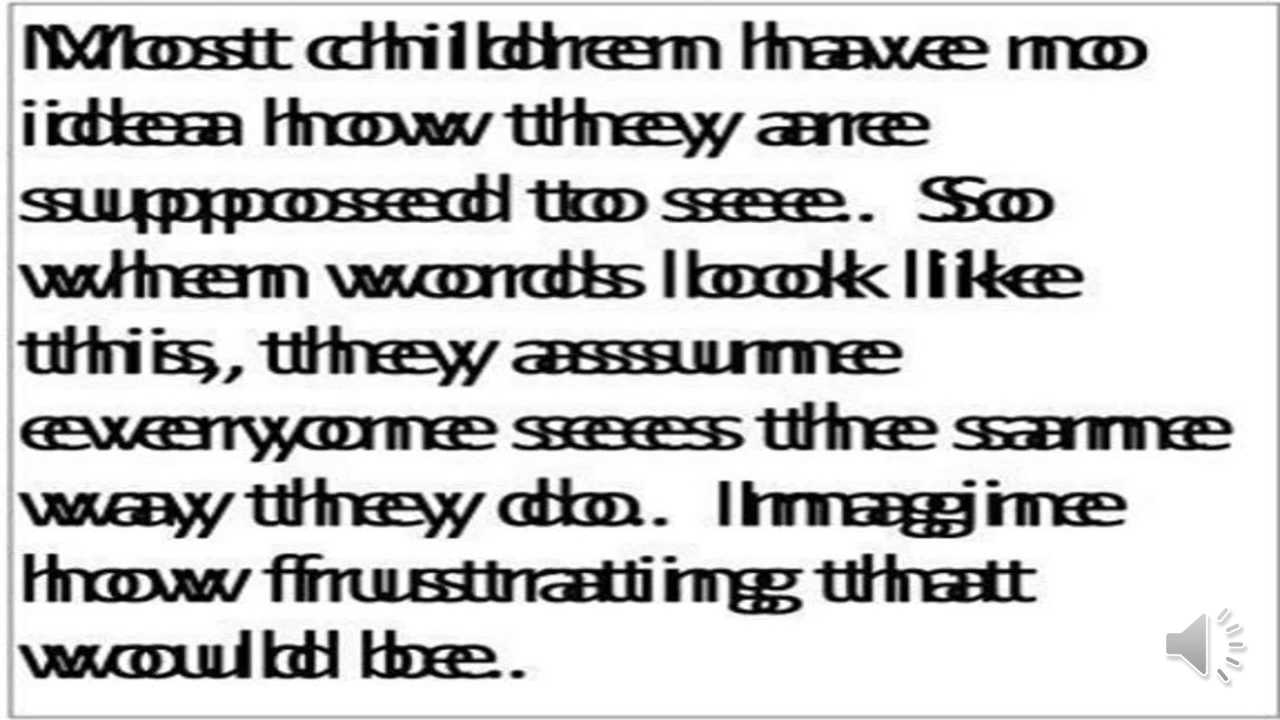 Most children have no
idea how they are
supposed to see. So
when words look like
this, they assume
everyone sees the same
way they do. Imagine
how frustrating that
would be.